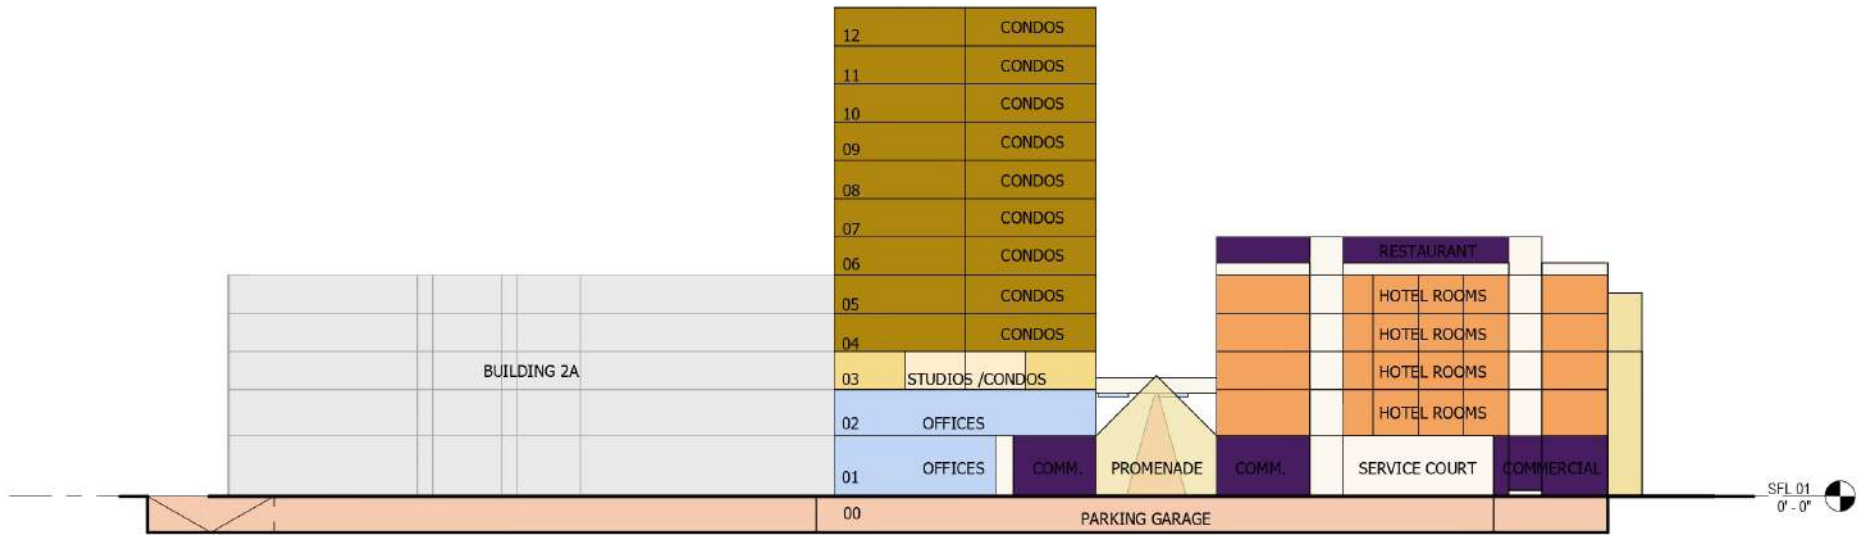 CONDOS
12
CONDOS
11
CONDOS
10
CONDOS
09
CONDOS
08
CONDOS
07
CONDOS
RESTAURANT
06
CONDOS
HOTEL ROOMS
05
CONDOS
HOTEL ROOMS
04
BUILDING 2A
03
STUDIOS /CONDOS
HOTEL ROOMS
02
OFFICES
HOTEL ROOMS
01
OFFICES
COMM.
PROMENADE
COMM.
SERVICE COURT
COMMERCIAL
SFL 01
0' - 0"
00
PARKING GARAGE